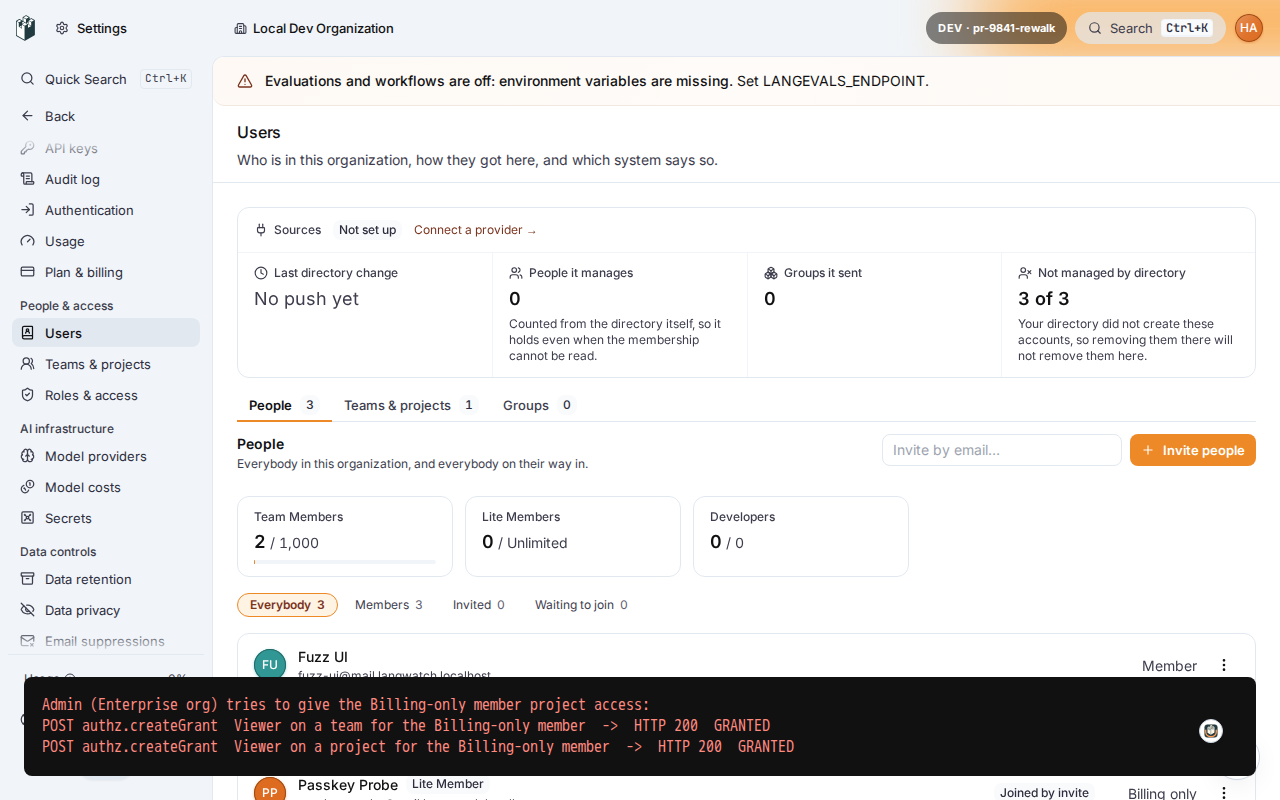 Settings
Local Dev Organization
DEV · pr-9841-rewalk
Search Ctrl+K
HA
Quick Search Ctrl+K
Back
API keys
Audit log
Authentication
Usage
Plan & billing
People & access
Users
Teams & projects
Roles & access
AI infrastructure
Model providers
Model costs
Secrets
Data controls
Data retention
Data privacy
Email suppressions
Evaluations and workflows are off: environment variables are missing. Set LANGEVALS_ENDPOINT.
Users
Who is in this organization, how they got here, and which system says so.
Sources Not set up Connect a provider →
Last directory change
No push yet
People it manages
0
Counted from the directory itself, so it
holds even when the membership
cannot be read.
Groups it sent
0
Not managed by directory
3 of 3
Your directory did not create these
accounts, so removing them there will
not remove them here.
People 3 Teams & projects 1 Groups 0
People
Everybody in this organization, and everybody on their way in.
Invite by email...
+ Invite people
Team Members
2 / 1,000
Lite Members
0 / Unlimited
Developers
0 / 0
Everybody 3 Members 3 Invited 0 Waiting to join 0
FU
Fuzz UI
fuzz-ui@mail.langwatch.localhost
Member
Admin (Enterprise org) tries to give the Billing-only member project access:
POST authz.createGrant Viewer on a team for the Billing-only member -> HTTP 200 GRANTED
POST authz.createGrant Viewer on a project for the Billing-only member -> HTTP 200 GRANTED
PP
Passkey Probe Lite Member
Joined by invite
Billing only